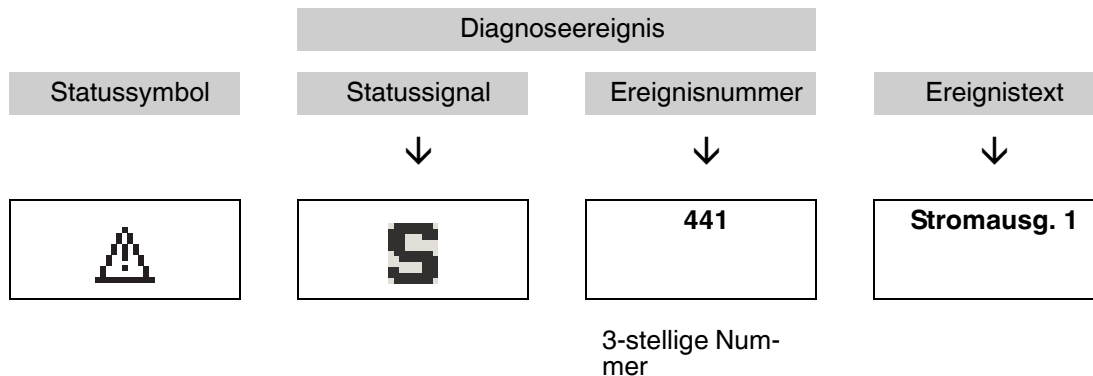 Diagnoseereignis
Statussymbol Statussignal Ereignisnummer Ereignistext
S 441 Stromausg. 1
3-stellige Num-
mer